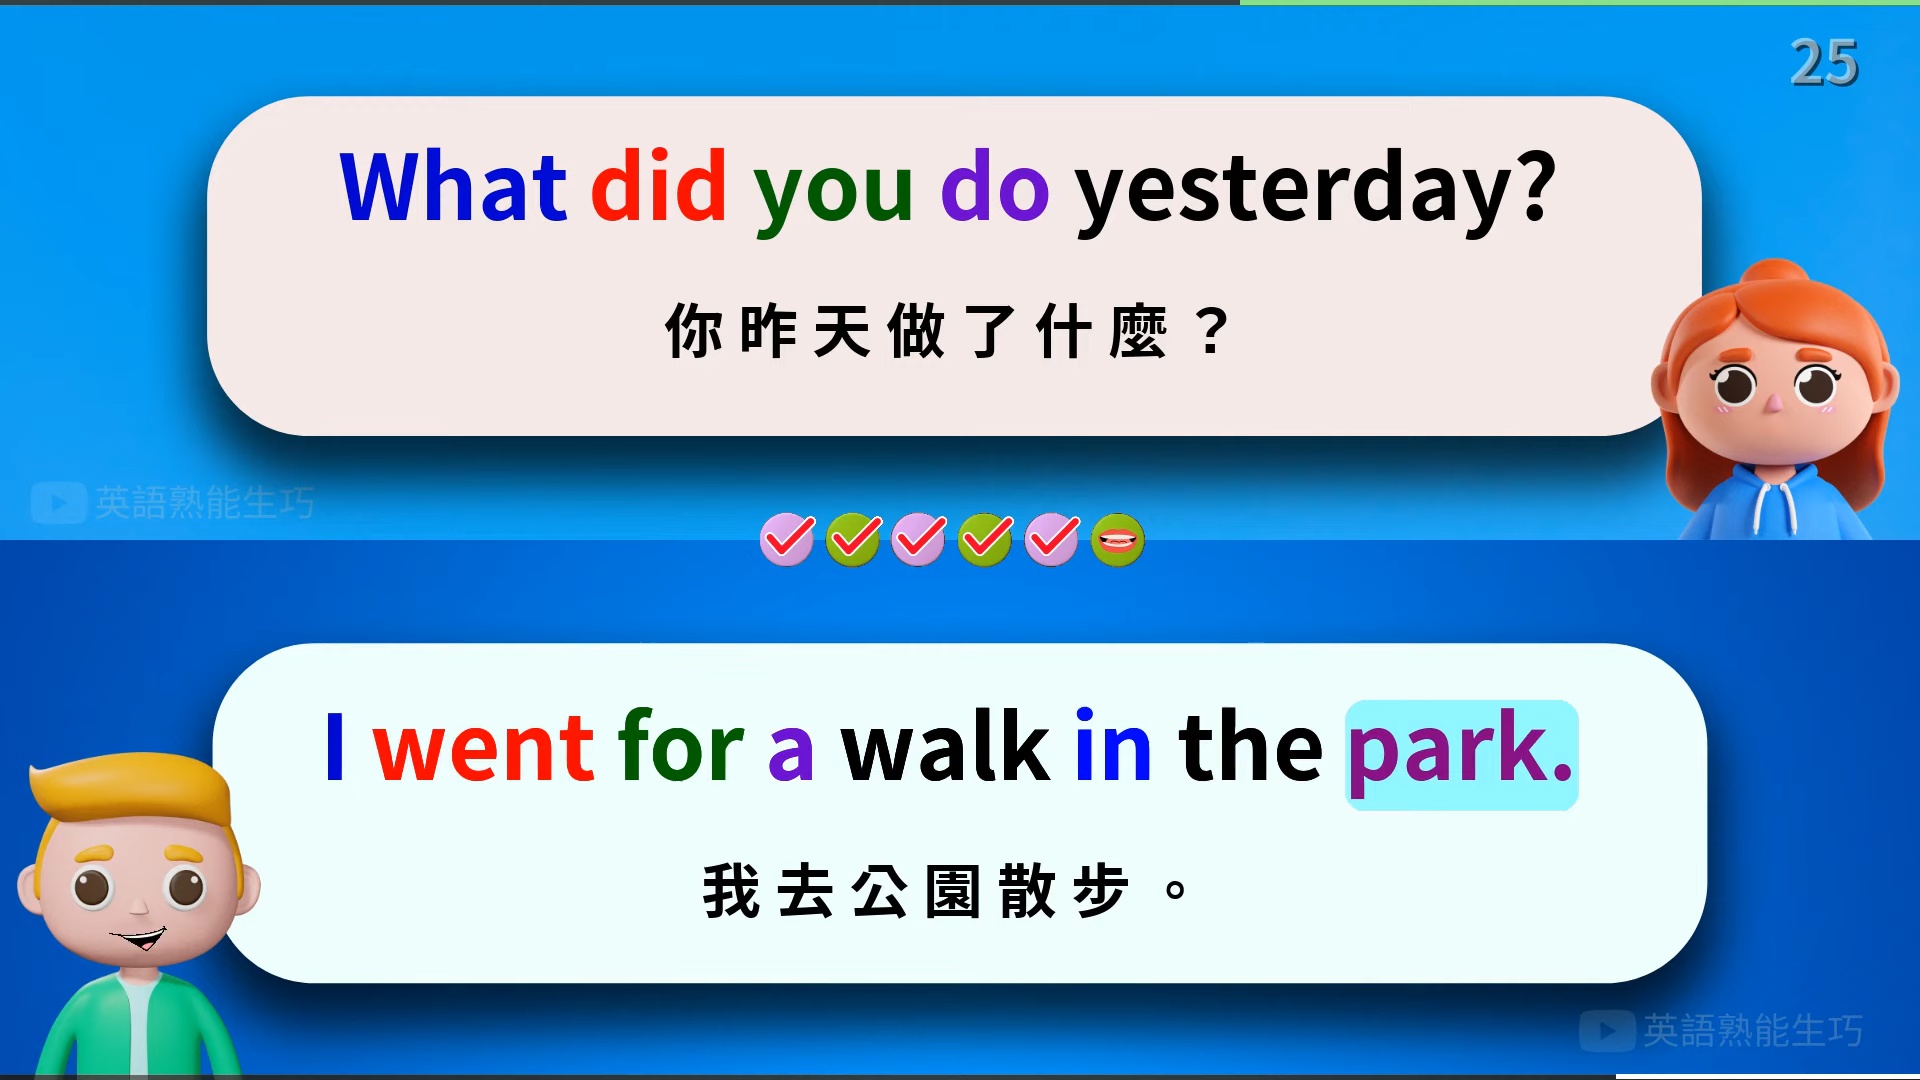 25
What did you do yesterday?
你昨天做了什麼？
英語熟能生巧
I went for a walk in the park.
我去公園散步。
英語熟能生巧